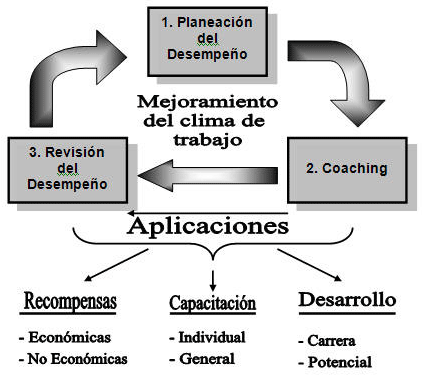 1. Planeación
del
Desempeño
Mejoramiento
del clima de
trabajo
3. Revisión
del
Desempeño
2. Coaching
Aplicaciones
Recompensas
- Económicas
- No Económicas
Capacitación
- Individual
- General
Desarrollo
- Carrera
- Potencial